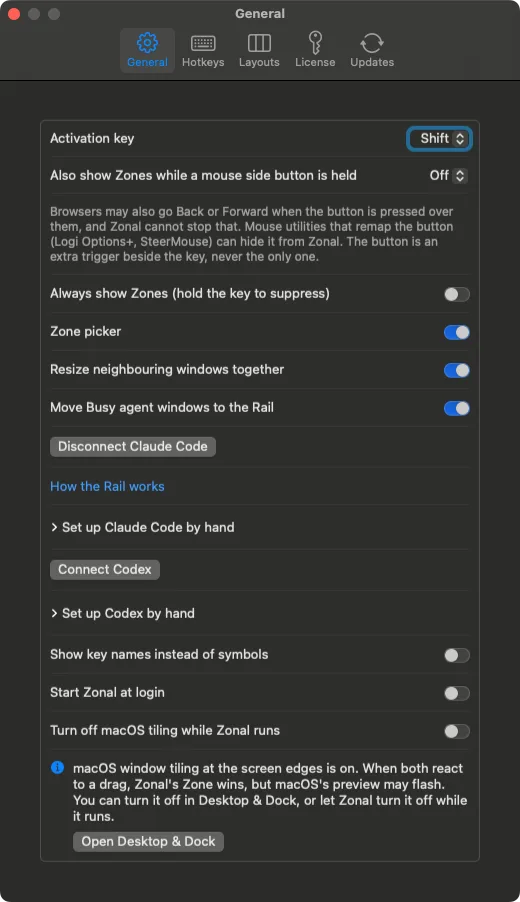 General
General
Hotkeys
Layouts
License
Updates
Activation key
Shift
Also show Zones while a mouse side button is held
Off
Browsers may also go Back or Forward when the button is pressed over
them, and Zonal cannot stop that. Mouse utilities that remap the button
(Logi Options+, SteerMouse) can hide it from Zonal. The button is an
extra trigger beside the key, never the only one.
Always show Zones (hold the key to suppress)
Zone picker
Resize neighbouring windows together
Move Busy agent windows to the Rail
Disconnect Claude Code
How the Rail works
Set up Claude Code by hand
Connect Codex
Set up Codex by hand
Show key names instead of symbols
Start Zonal at login
Turn off macOS tiling while Zonal runs
macOS window tiling at the screen edges is on. When both react
to a drag, Zonal's Zone wins, but macOS's preview may flash.
You can turn it off in Desktop & Dock, or let Zonal turn it off while
it runs.
Open Desktop & Dock